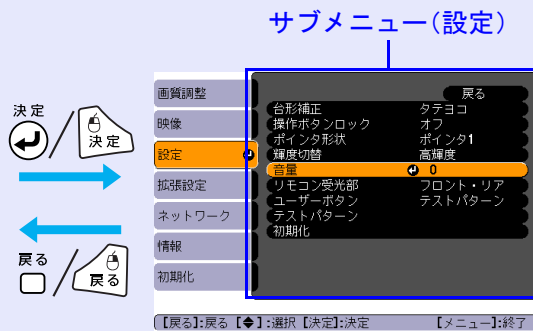 サブメニュー(設定)
決定
決定
戻る
戻る
画質調整
映像
設定
拡張設定
ネットワーク
情報
初期化
戻る
台形補正 タテヨコ
操作ボタンロック オフ
ポインタ形状 ポインタ1
輝度切替 高輝度
音量 0
リモコン受光部 フロント・リア
ユーザーボタン テストパターン
テストパターン
初期化
[戻る]:戻る [◆]:選択 [決定]:決定 [メニュー]:終了